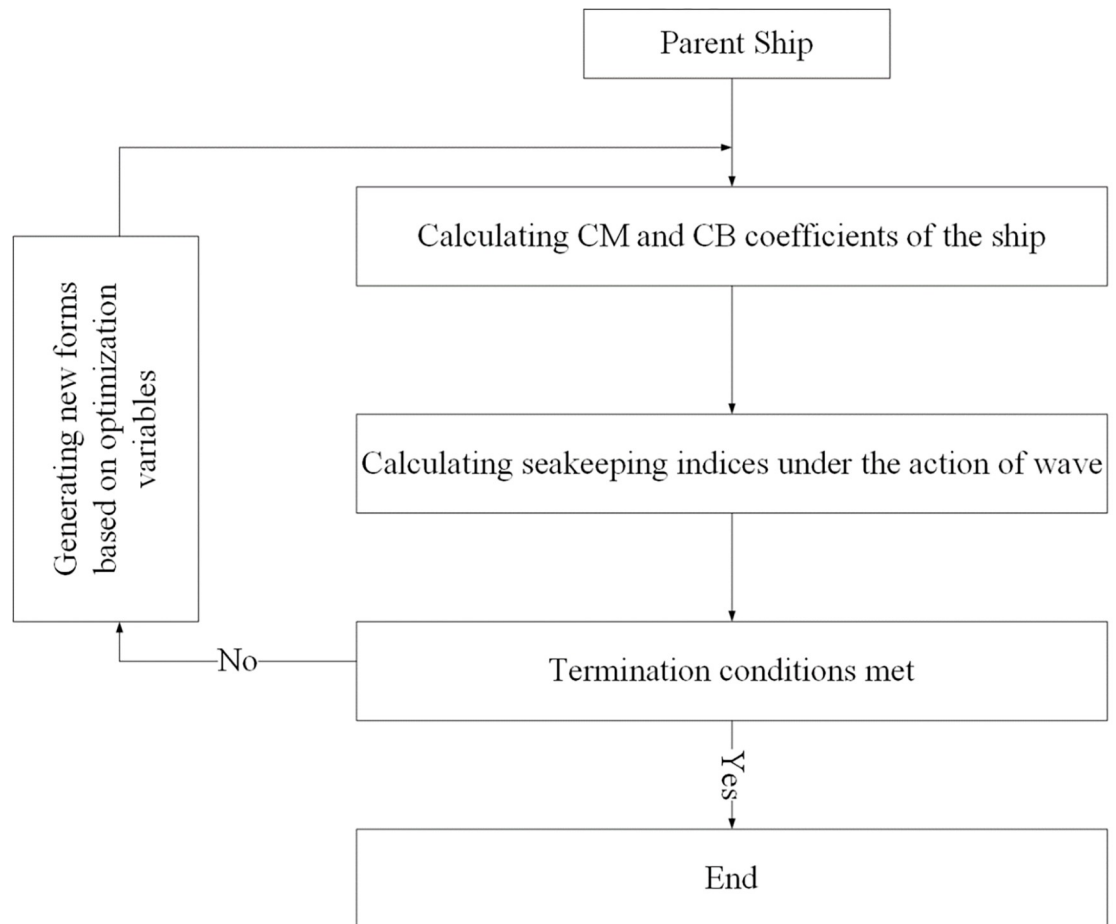 Parent Ship
Calculating CM and CB coefficients of the ship
Generating new forms
based on optimization
variables
Calculating seakeeping indices under the action of wave
Termination conditions met
No
Yes
End